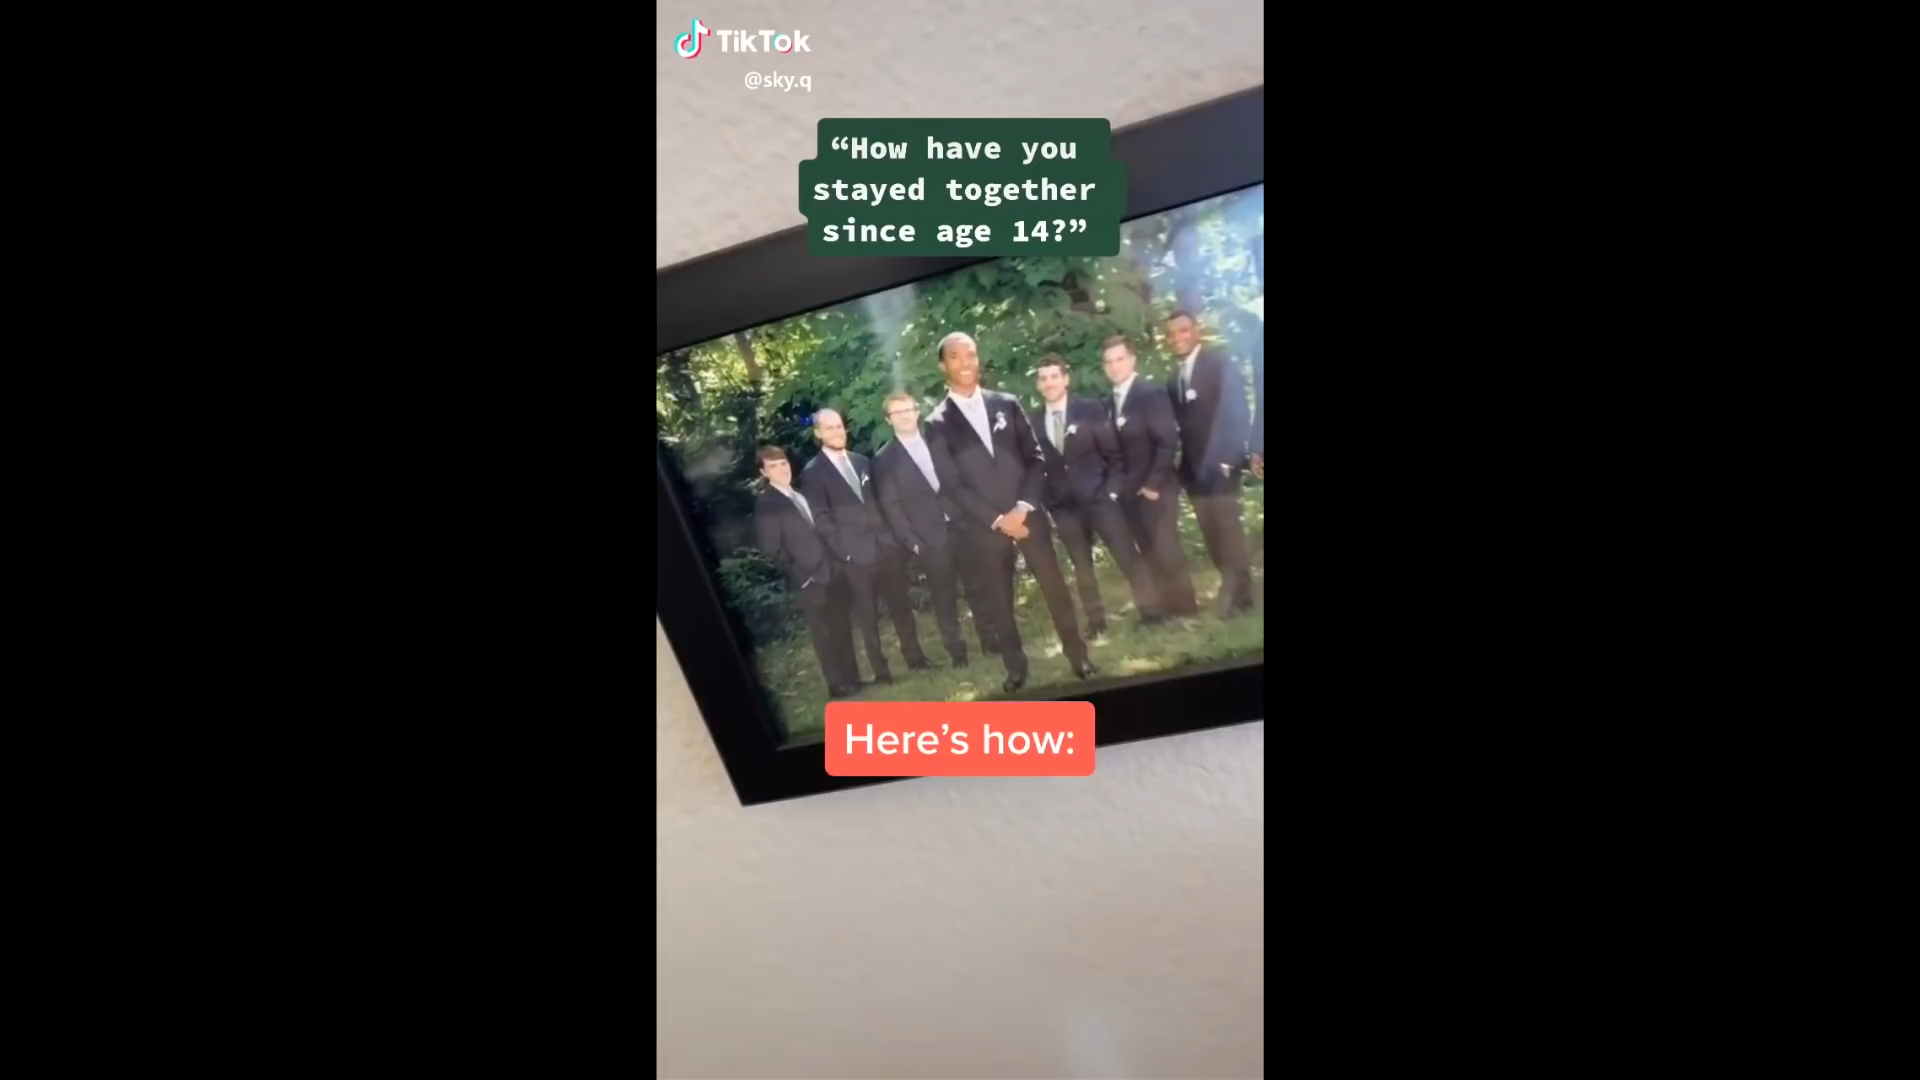 TikTok
@sky.q
“How have you
stayed together
since age 14?”
Here’s how: